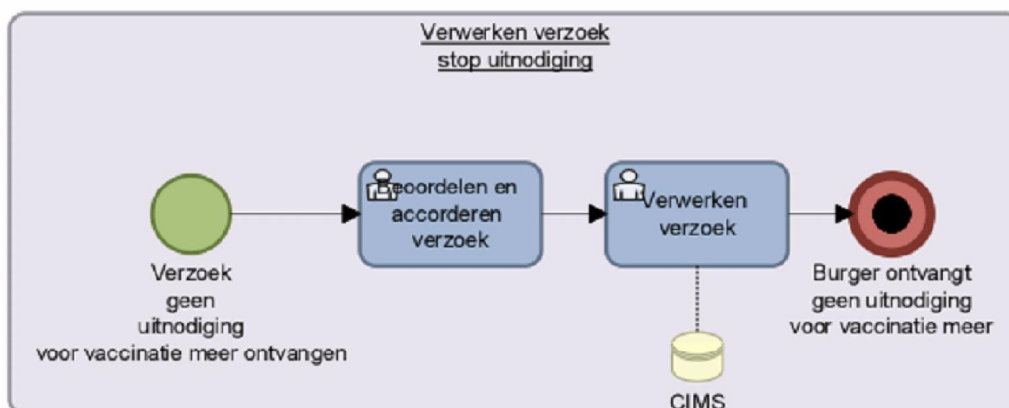 Verwerken verzoek
stop uitnodiging
Beoordelen en
accorderen
verzoek
Verwerken
verzoek
Verzoek
geen
uitnodiging
voor vaccinatie meer ontvangen
Burger ontvangt
geen uitnodiging
voor vaccinatie meer
CIMS